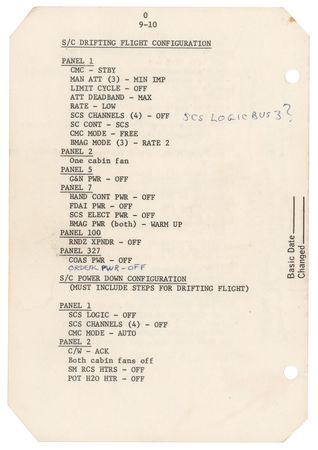 0
9-10
S/C DRIFTING FLIGHT CONFIGURATION
PANEL 1
CMC - STBY
MAN ATT (3) - MIN IMP
LIMIT CYCLE - OFF
ATT DEADBAND - MAX
RATE - LOW
SCS CHANNELS (4) - OFF SCS LOGIC BUS 3?
SC CONT - SCS
CMC MODE - FREE
BMAG MODE (3) - RATE 2
PANEL 2
One cabin fan
PANEL 5
G&N PWR - OFF
PANEL 7
HAND CONT PWR - OFF
FDAI PWR - OFF
SCS ELECT PWR - OFF
BMAG PWR (both) - WARM UP
PANEL 100
RNDZ XPNDR - OFF
PANEL 327
COAS PWR - OFF
ORDEAL PWR - OFF
S/C POWER DOWN CONFIGURATION
(MUST INCLUDE STEPS FOR DRIFTING FLIGHT)
PANEL 1
SCS LOGIC - OFF
SCS CHANNELS (4) - OFF
CMC MODE - AUTO
PANEL 2
C/W - ACK
Both cabin fans off
SM RCS HTRS - OFF
POT H2O HTR - OFF
Basic Date
Changed